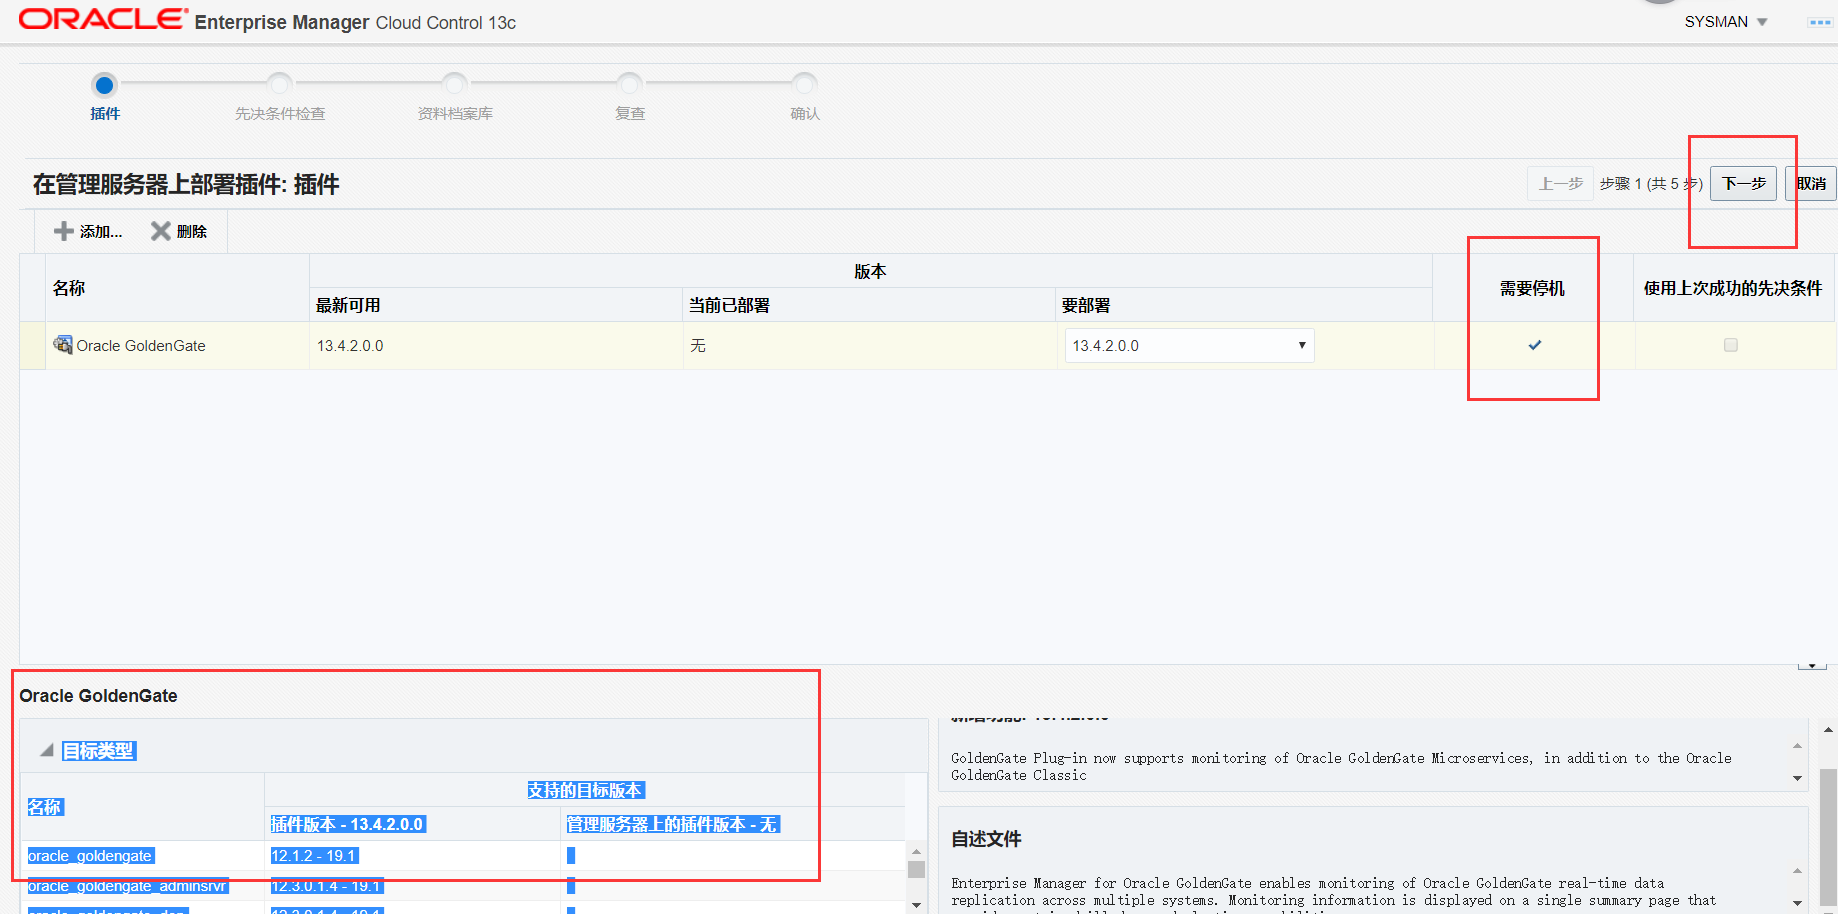 ORACLE Enterprise Manager Cloud Control 13c
SYSMAN
插件
先决条件检查
资料档案库
复查
确认
在管理服务器上部署插件: 插件
上一步
步骤 1 (共 5 步)
下一步
取消
添加...
删除
名称
版本
需要停机
使用上次成功的先决条件
最新可用
当前已部署
要部署
Oracle GoldenGate
13.4.2.0.0
无
13.4.2.0.0
Oracle GoldenGate
目标类型
名称
支持的目标版本
插件版本 - 13.4.2.0.0
管理服务器上的插件版本 - 无
oracle_goldengate
12.1.2 - 19.1
oracle_goldengate_adminsrvr
12.3.0.1.4 - 19.1
12.3.0.1.4 - 19.1
GoldenGate Plug-in now supports monitoring of Oracle GoldenGate Microservices, in addition to the Oracle
GoldenGate Classic
自述文件
Enterprise Manager for Oracle GoldenGate enables monitoring of Oracle GoldenGate real-time data
replication across multiple systems. Monitoring information is displayed on a single summary page that